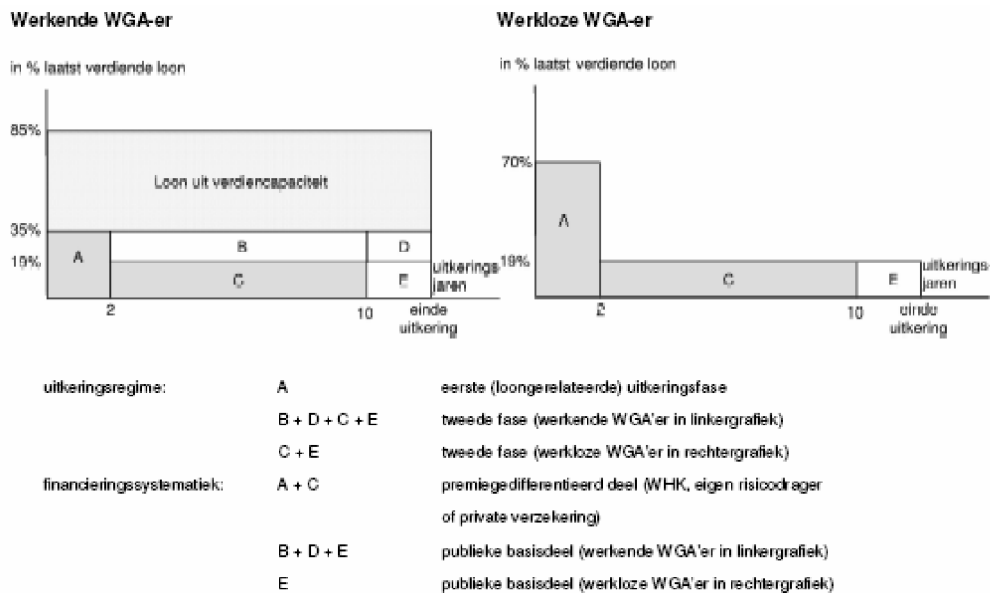 Werkende WGA-er
in % laatst verdiende loon
85%
Loon uit verdiencapaciteit
35%
19%
A
B
D
C
E
uitkerings
jaren
2
10
einde
uitkering
Werkloze WGA-er
in % laatst verdiende loon
70%
A
19%
C
E
uitkerings
jaren
2
10
einde
uitkering
uitkeringsregime: A eerste (loongerelateerde) uitkeringsfase
B + D + C + E tweede fase (werkende WGA'er in linkergrafiek)
C + E tweede fase (werkloze WGA'er in rechtergrafiek)
financieringssystematiek: A + C premiegedifferentieerd deel (WHK, eigen risicodrager
of private verzekering)
B + D + E publieke basisdeel (werkende WGA'er in linkergrafiek)
E publieke basisdeel (werkloze WGA'er in rechtergrafiek)